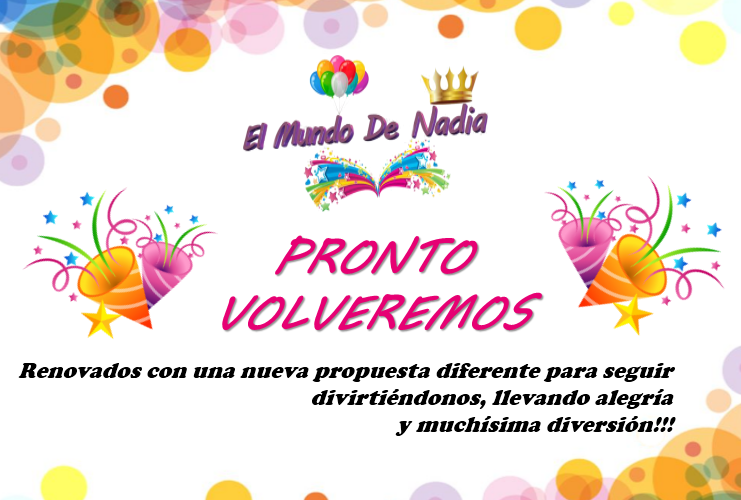 El Mundo De Nadia
PRONTO
VOLVEREMOS
Renovados con una nueva propuesta diferente para seguir
divirtiéndonos, llevando alegría
y muchísima diversión!!!